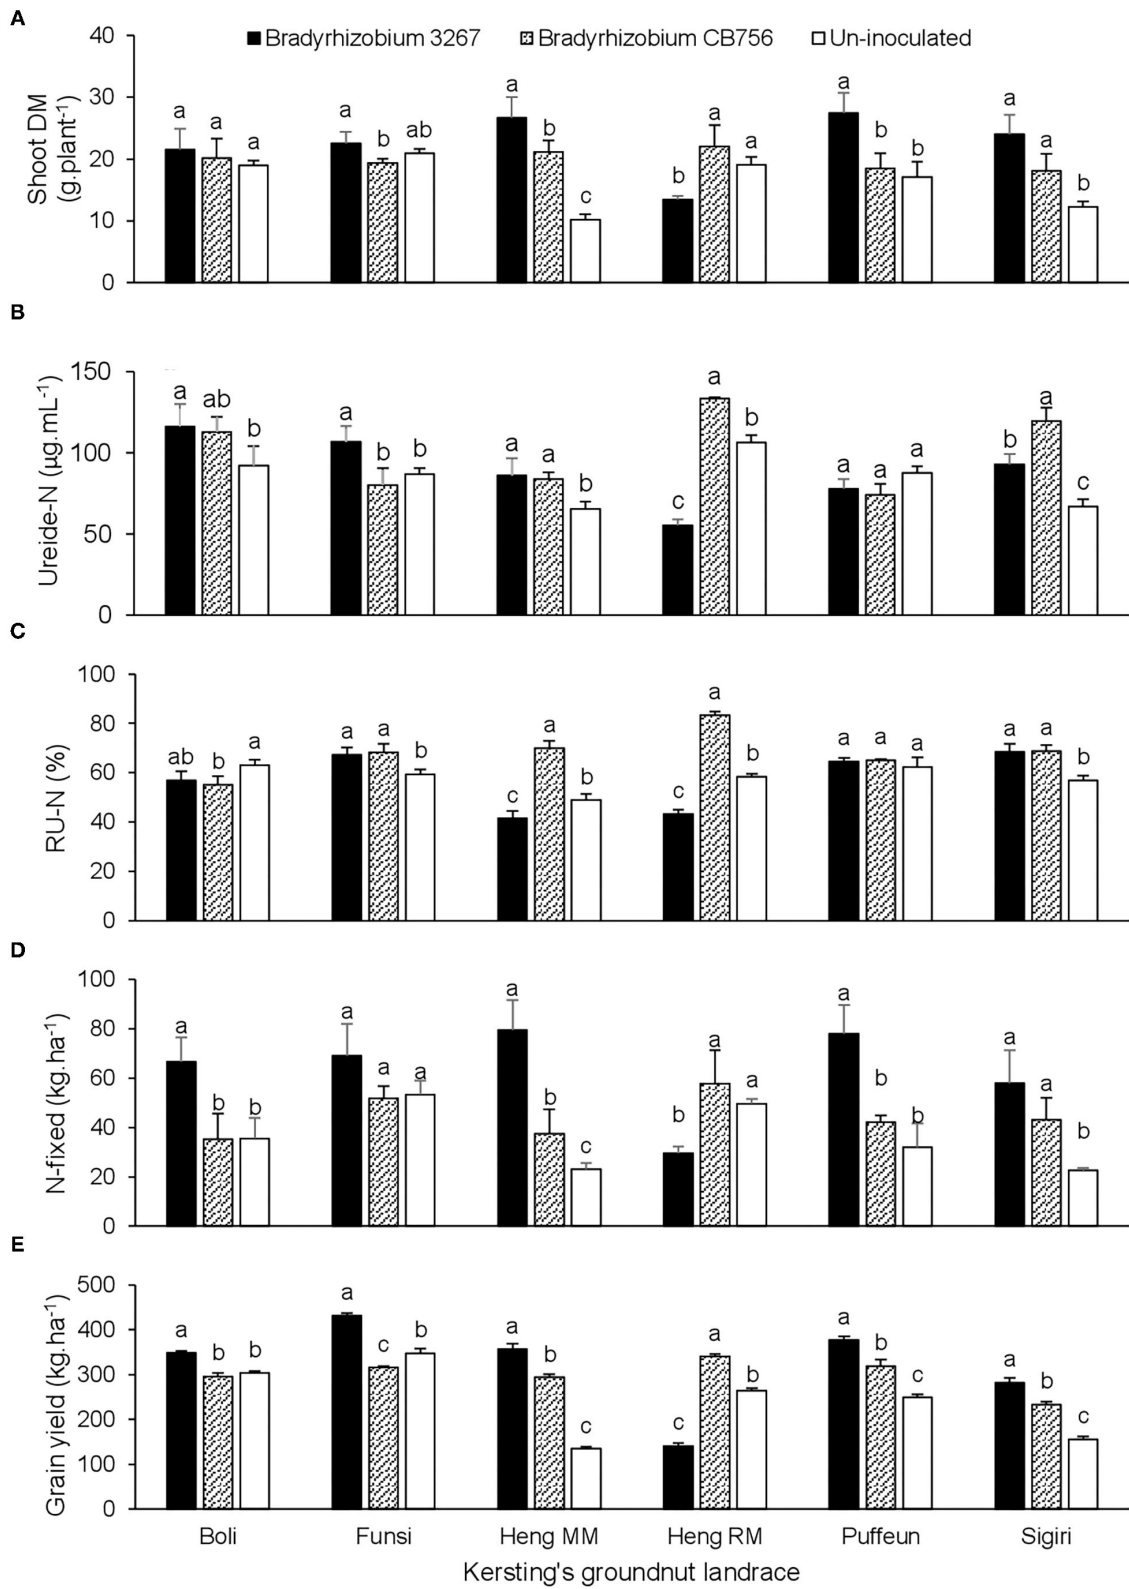 A
Bradyrhizobium 3267 Bradyrhizobium CB756 Un-inoculated
Shoot DM
(g.plant⁻¹)
40
30
20
10
0
a a a
a b ab
a b c
b a a
a b b
a a b
B
Ureide-N (µg.mL⁻¹)
150
100
50
0
a ab b
a b b
a a b
c a b
a a a
b a c
C
RU-N (%)
100
80
60
40
20
0
ab b a
a a b
c a b
c a b
a a a
a a b
D
N-fixed (kg.ha⁻¹)
100
80
60
40
20
0
a b b
a a a
a b c
b a a
a b b
a a b
E
Grain yield (kg.ha⁻¹)
500
400
300
200
100
0
a b b
a c b
a b c
c a b
a b c
a b c
Boli Funsi Heng MM Heng RM Puffeun Sigiri
Kersting's groundnut landrace